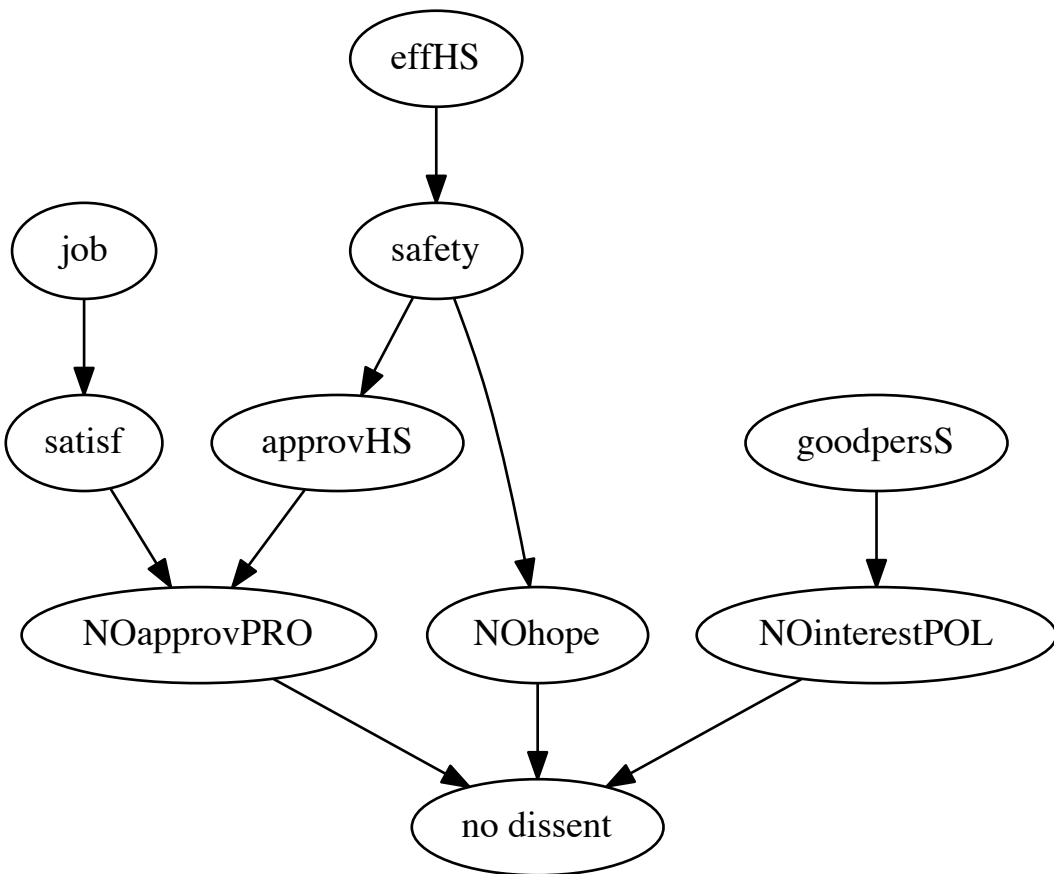 effHS
job
safety
satisf
approvHS
goodpersS
NOapprovPRO
NOhope
NOinterestPOL
no dissent